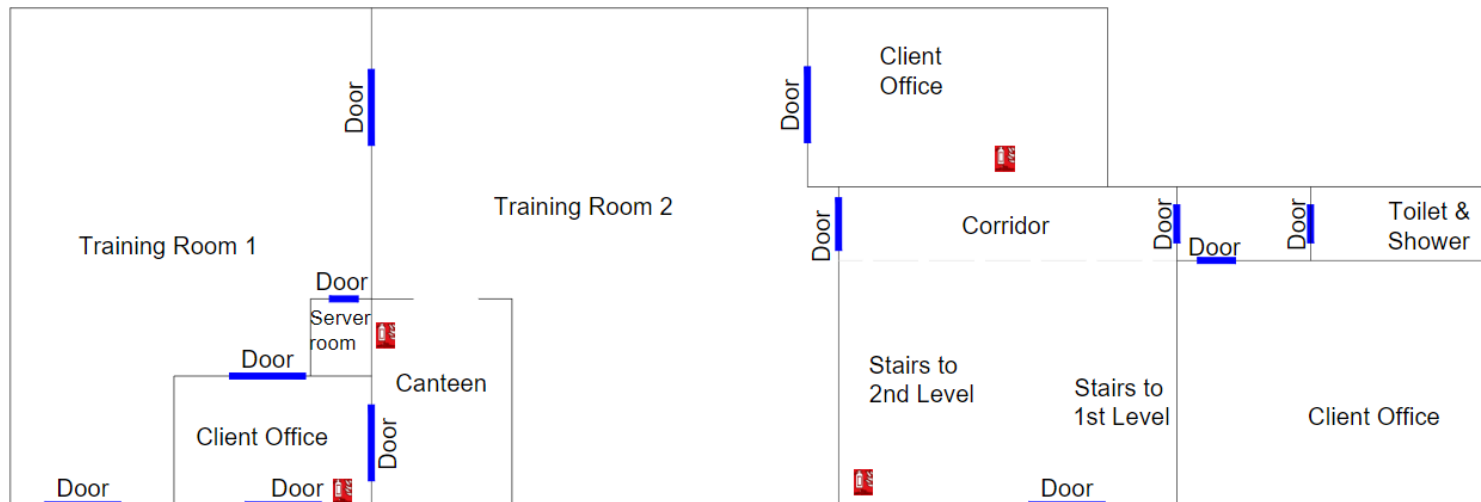 Client
Office
Door
Door
Training Room 2
Door
Corridor
Door
Door
Door
Toilet &
Shower
Training Room 1
Door
Server
room
Door
Canteen
Stairs to
2nd Level
Stairs to
1st Level
Client Office
Client Office
Door
Door
Door
Door